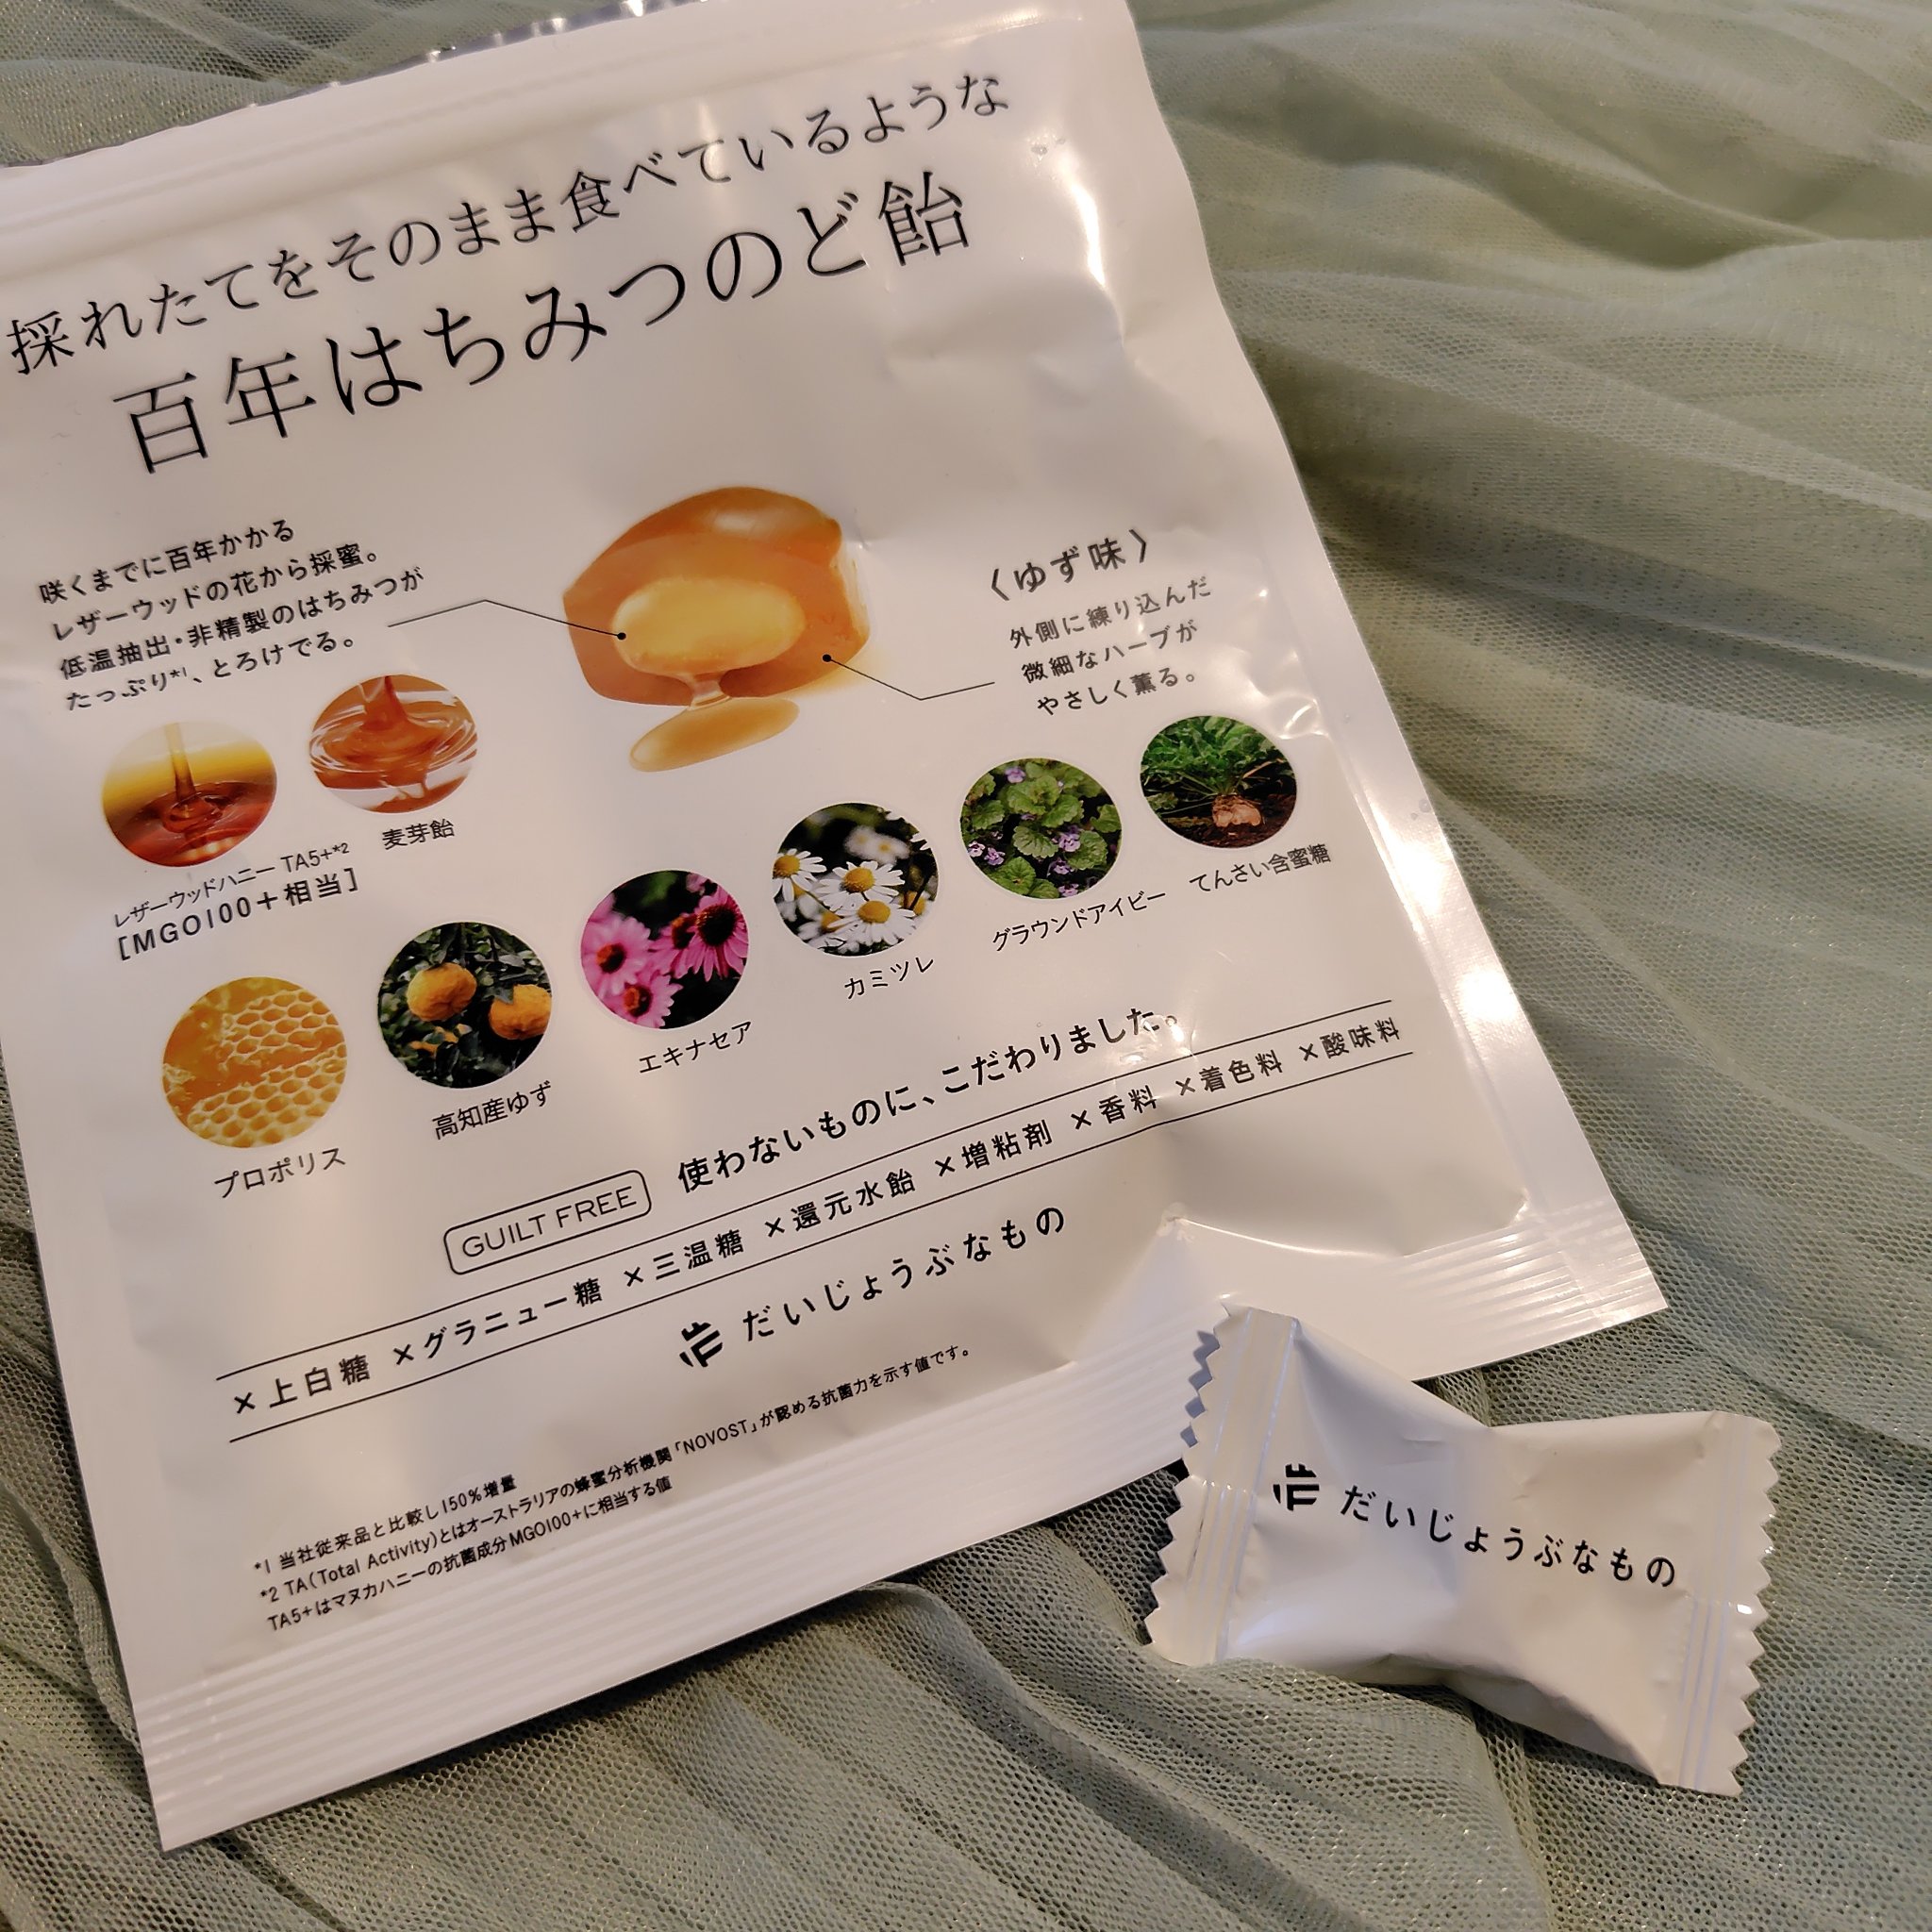 採れたてをそのまま食べているような
百年はちみつのど飴
咲くまでに百年かかる
レザーウッドの花から採蜜。
低温抽出・非精製のはちみつが
たっぷり*1、とろけでる。
〈ゆず味〉
外側に練り込んだ
微細なハーブが
やさしく薫る。
レザーウッドハニー TA5+*2
[MGO100+相当]
麦芽飴
プロポリス
高知産ゆず
エキナセア
カミツレ
グラウンドアイビー
てんさい含蜜糖
GUILT FREE 使わないものに、こだわりました。
×上白糖 ×グラニュー糖 ×三温糖 ×還元水飴 ×増粘剤 ×香料 ×着色料 ×酸味料
だいじょうぶなもの
*1 当社従来品と比較し150%増量
*2 TA(Total Activity)とはオーストラリアの蜂蜜分析機関「NOVOST」が認める抗菌力を示す値です。
TA5+はマヌカハニーの抗菌成分MGO100+に相当する値
だいじょうぶなもの